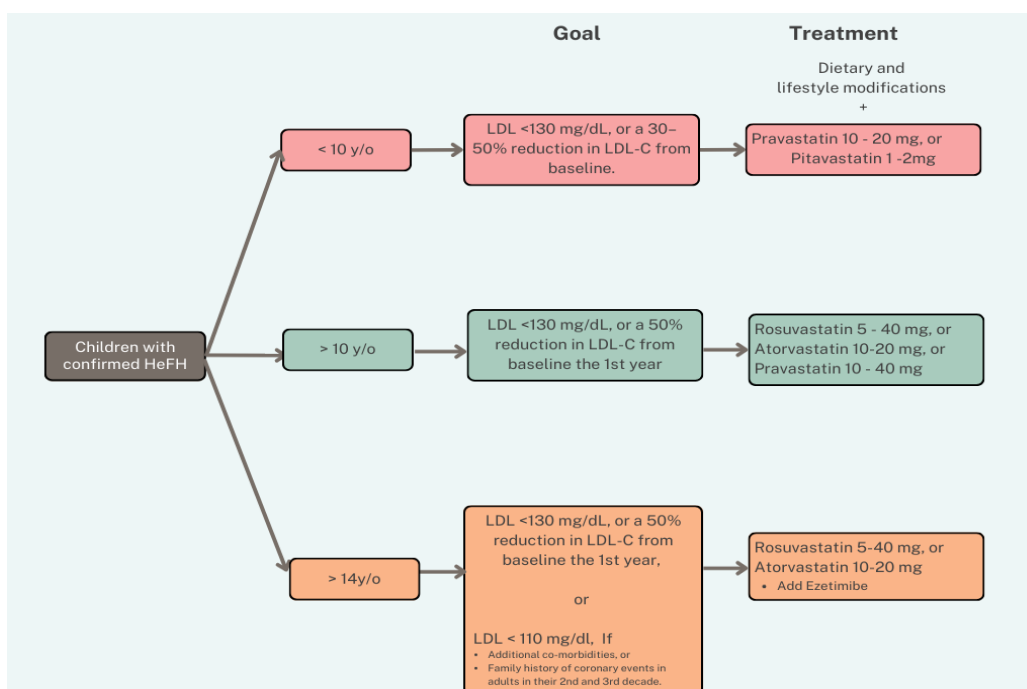 Goal
Treatment
Dietary and
lifestyle modifications
+
< 10 y/o
LDL <130 mg/dL, or a 30–
50% reduction in LDL-C from
baseline.
Pravastatin 10 - 20 mg, or
Pitavastatin 1 -2mg
Children with
confirmed HeFH
> 10 y/o
LDL <130 mg/dL, or a 50%
reduction in LDL-C from
baseline the 1st year
Rosuvastatin 5 - 40 mg, or
Atorvastatin 10-20 mg, or
Pravastatin 10 - 40 mg
> 14y/o
LDL <130 mg/dL, or a 50%
reduction in LDL-C from
baseline the 1st year,
or
LDL < 110 mg/dl, If
• Additional co-morbidities, or
• Family history of coronary events in
adults in their 2nd and 3rd decade.
Rosuvastatin 5-40 mg, or
Atorvastatin 10-20 mg
• Add Ezetimibe